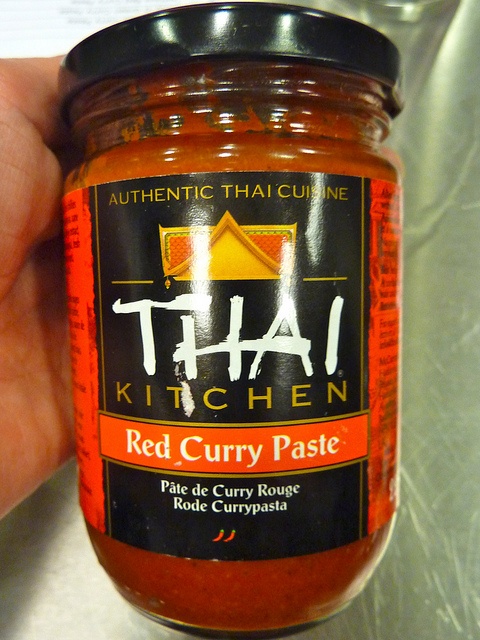 AUTHENTIC THAI CUISINE
THAI
KITCHEN
Red Curry Paste
Pâte de Curry Rouge
Rode Currypasta